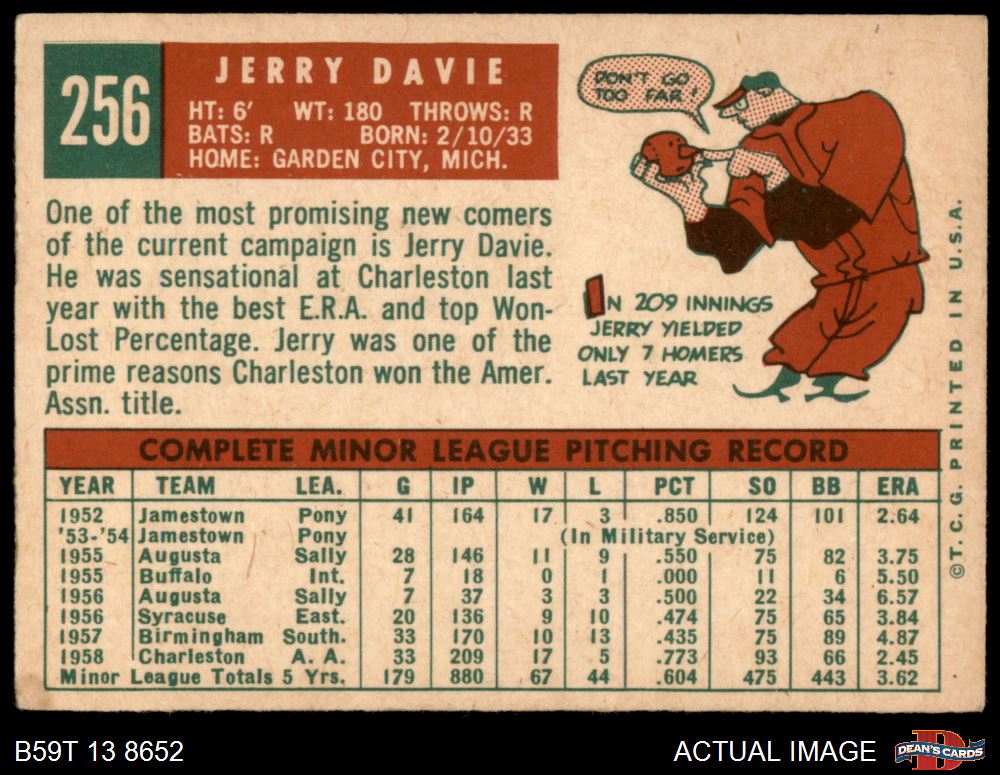 256
JERRY DAVIE
HT: 6' WT: 180 THROWS: R
BATS: R BORN: 2/10/33
HOME: GARDEN CITY, MICH.
DON'T GO
TOO FAR!
One of the most promising new comers
of the current campaign is Jerry Davie.
He was sensational at Charleston last
year with the best E.R.A. and top Won-
Lost Percentage. Jerry was one of the
prime reasons Charleston won the Amer.
Assn. title.
IN 209 INNINGS
JERRY YIELDED
ONLY 7 HOMERS
LAST YEAR
COMPLETE MINOR LEAGUE PITCHING RECORD
YEAR TEAM LEA. G IP W L PCT SO BB ERA
1952 Jamestown Pony 41 164 17 3 .850 124 101 2.64
'53-'54 Jamestown Pony (In Military Service)
1955 Augusta Sally 28 146 11 9 .550 75 82 3.75
1955 Buffalo Int. 7 18 0 1 .000 11 6 5.50
1956 Augusta Sally 7 37 3 3 .500 22 34 6.57
1956 Syracuse East. 20 136 9 10 .474 75 65 3.84
1957 Birmingham South. 33 170 10 13 .435 75 89 4.87
1958 Charleston A. A. 33 209 17 5 .773 93 66 2.45
Minor League Totals 5 Yrs. 179 880 67 44 .604 475 443 3.62
©T. C. G. PRINTED IN U.S.A.
B59T 13 8652
ACTUAL IMAGE
D
DEAN'S CARDS